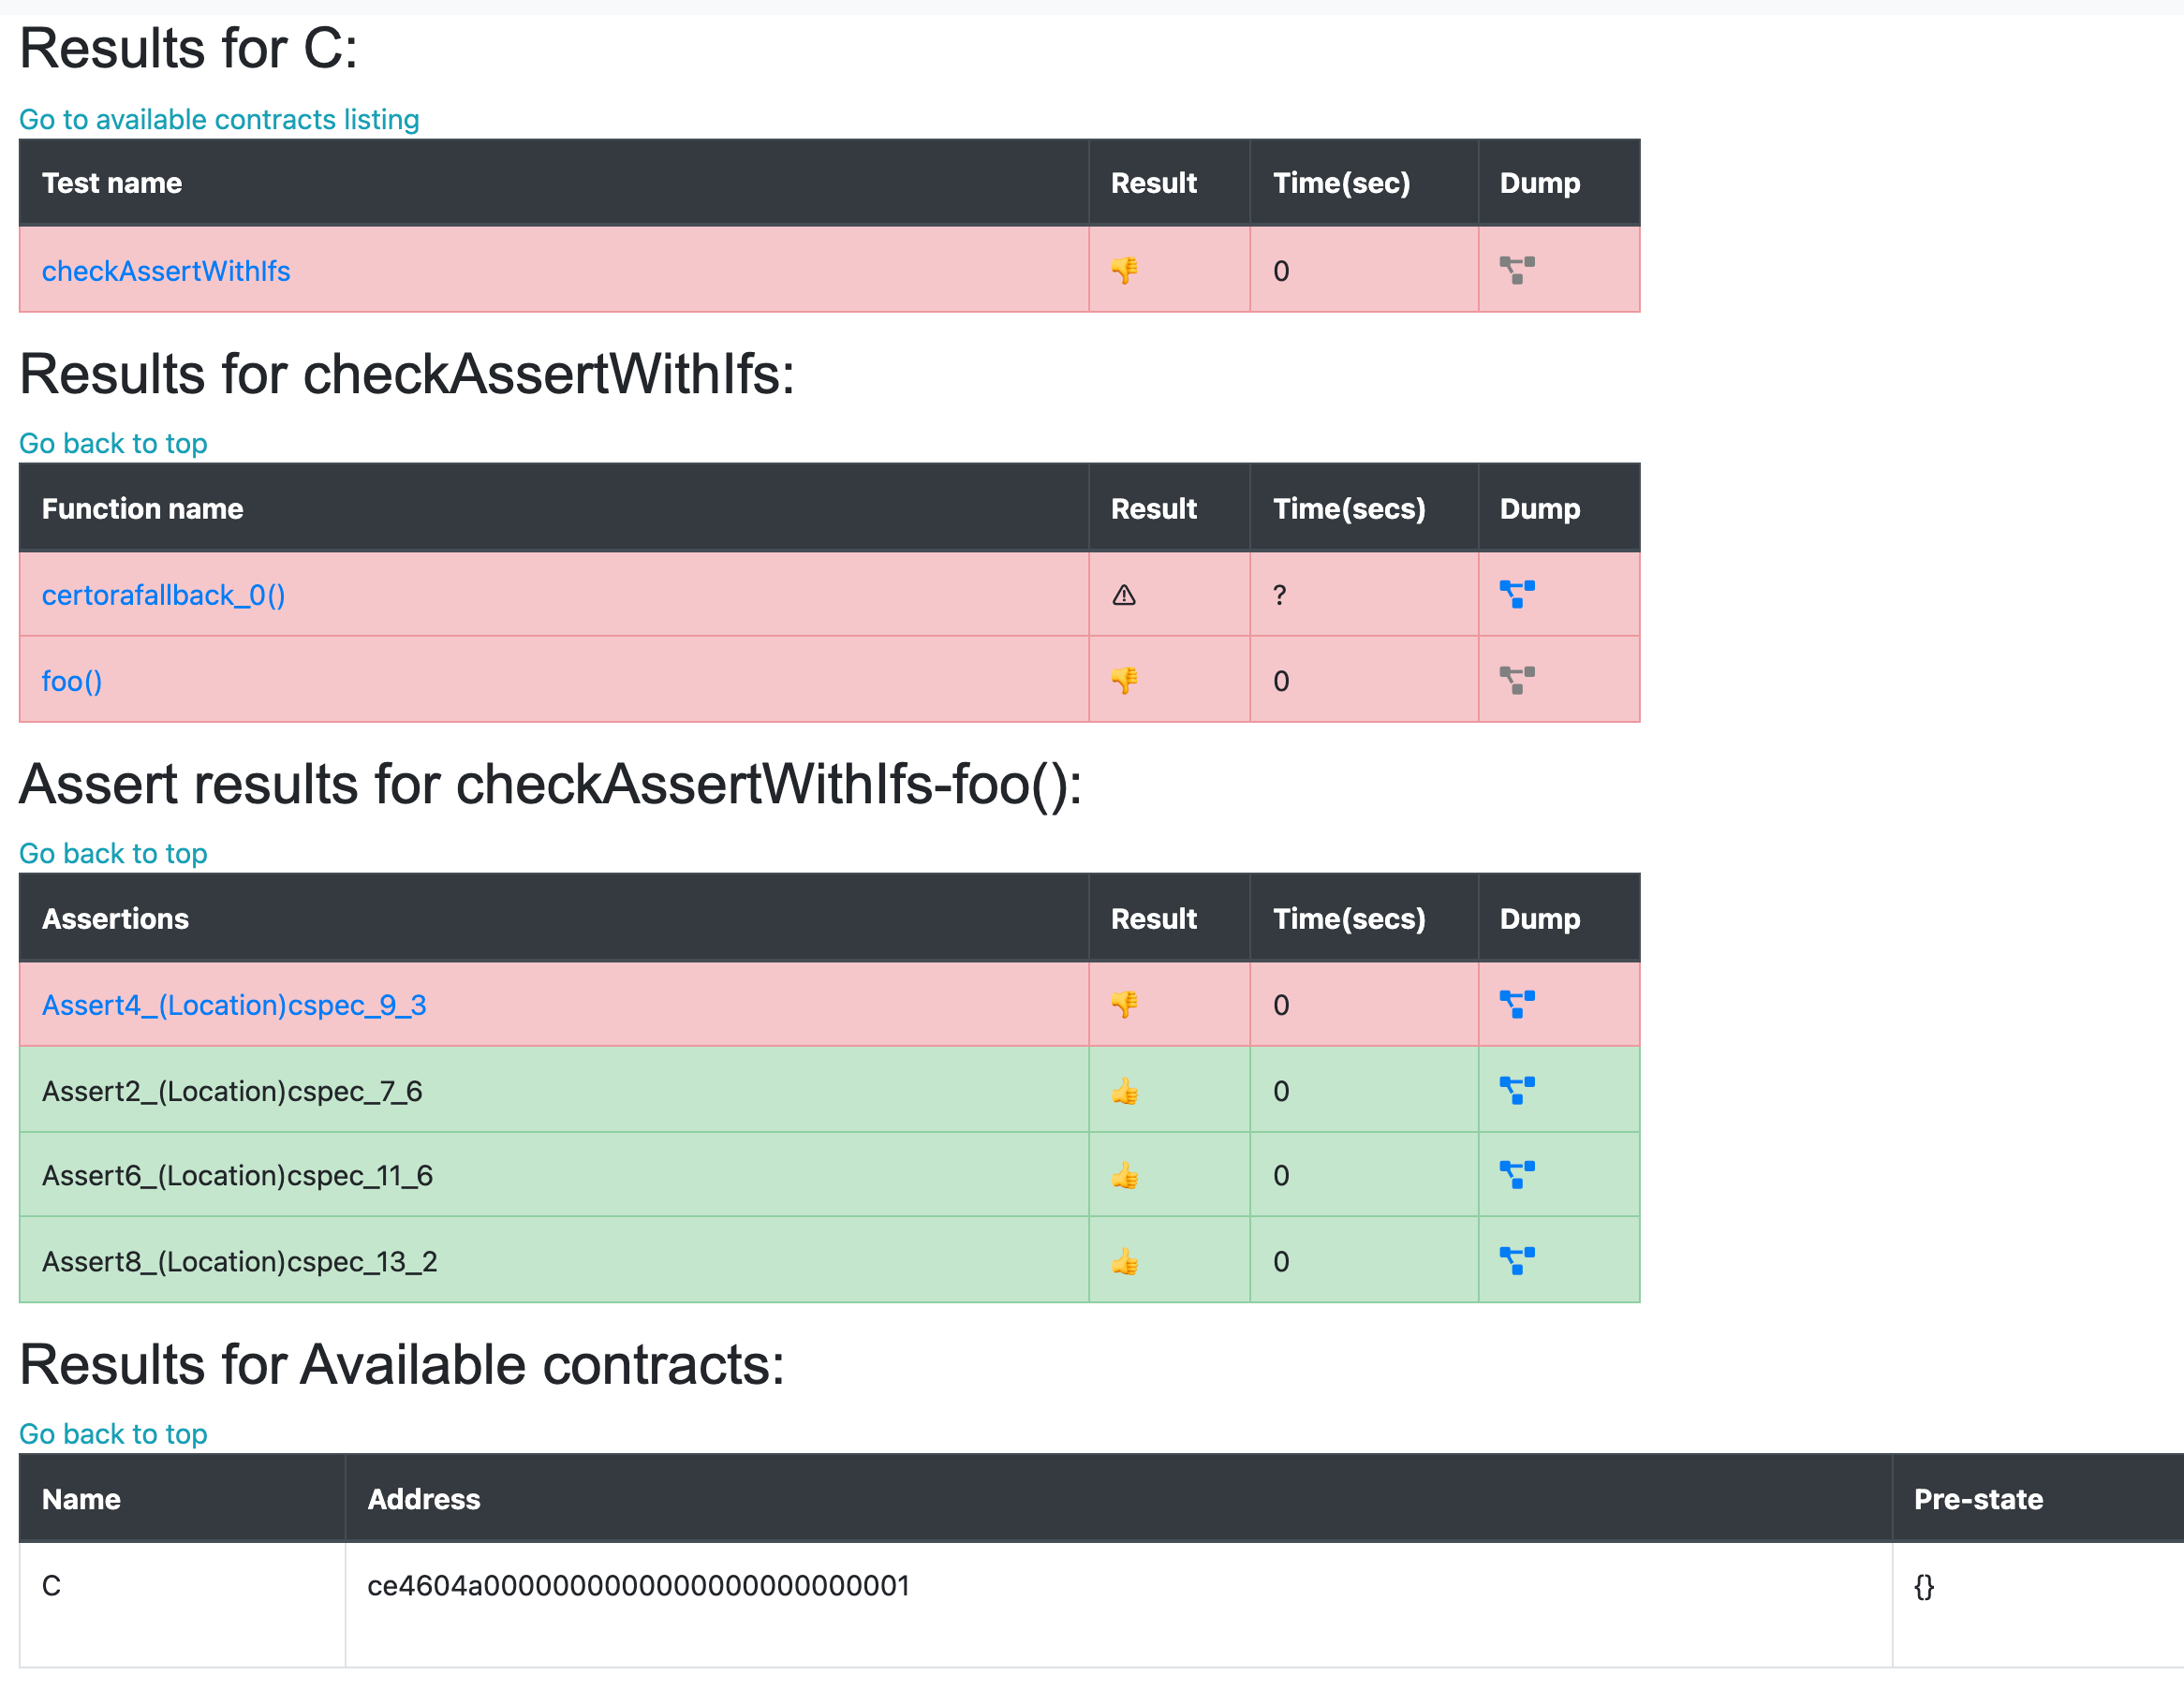 Results for C:
Go to available contracts listing
Test name Result Time(sec) Dump
checkAssertWithIfs 0
Results for checkAssertWithIfs:
Go back to top
Function name Result Time(secs) Dump
certorafallback_0() ?
foo() 0
Assert results for checkAssertWithIfs-foo():
Go back to top
Assertions Result Time(secs) Dump
Assert4_(Location)cspec_9_3 0
Assert2_(Location)cspec_7_6 0
Assert6_(Location)cspec_11_6 0
Assert8_(Location)cspec_13_2 0
Results for Available contracts:
Go back to top
Name Address Pre-state
C ce4604a0000000000000000000000001 {}